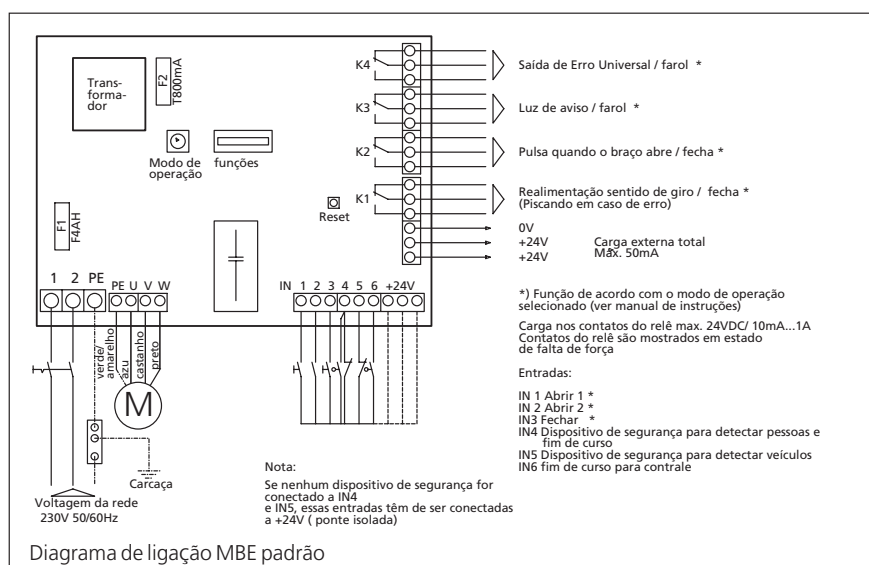 Trans-
forma-
dor
F2
T800mA
Modo de
operação
funções
F1
F4AH
Reset
K4
K3
K2
K1
Saída de Erro Universal / farol *
Luz de aviso / farol *
Pulsa quando o braço abre / fecha *
Realimentação sentido de giro / fecha *
(Piscando em caso de erro)
0V
+24V
+24V
Carga externa total
Máx. 50mA
1 2 PE
PE U V W
IN 1 2 3 4 5 6 +24V
verde/
amarelho
azu
castanho
preto
M
Carcaça
Voltagem da rede
230V 50/60Hz
Nota:
Se nenhum dispositivo de segurança for
conectado a IN4
e IN5, essas entradas têm de ser conectadas
a +24V ( ponte isolada)
*) Função de acordo com o modo de operação
selecionado (ver manual de instruções)
Carga nos contatos do relê max. 24VDC/ 10mA...1A
Contatos do relê são mostrados em estado
de falta de força
Entradas:
IN 1 Abrir 1 *
IN 2 Abrir 2 *
IN3 Fechar *
IN4 Dispositivo de segurança para detectar pessoas e
fim de curso
IN5 Dispositivo de segurança para detectar veículos
IN6 fim de curso para contrale
Diagrama de ligação MBE padrão